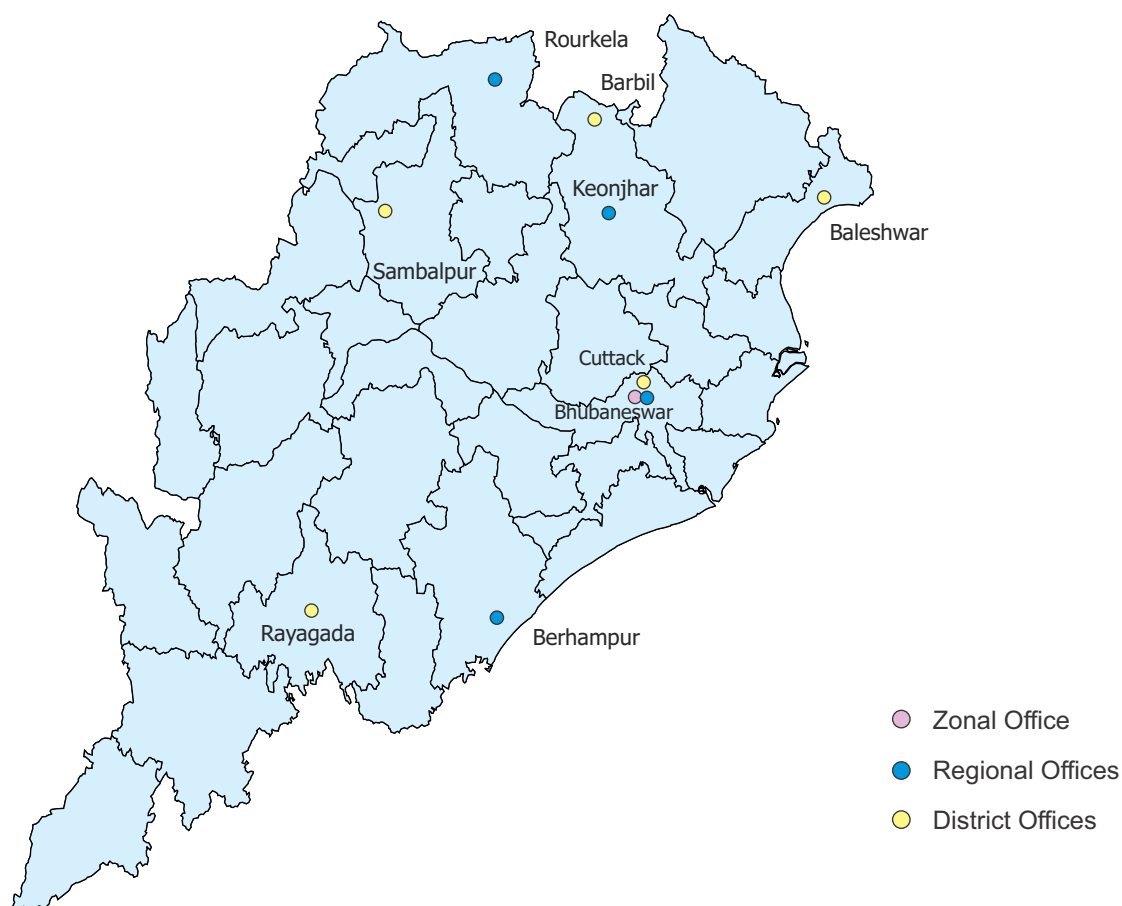 Rourkela
Barbil
Keonjhar
Baleshwar
Sambalpur
Cuttack
Bhubaneswar
Rayagada
Berhampur
Zonal Office
Regional Offices
District Offices